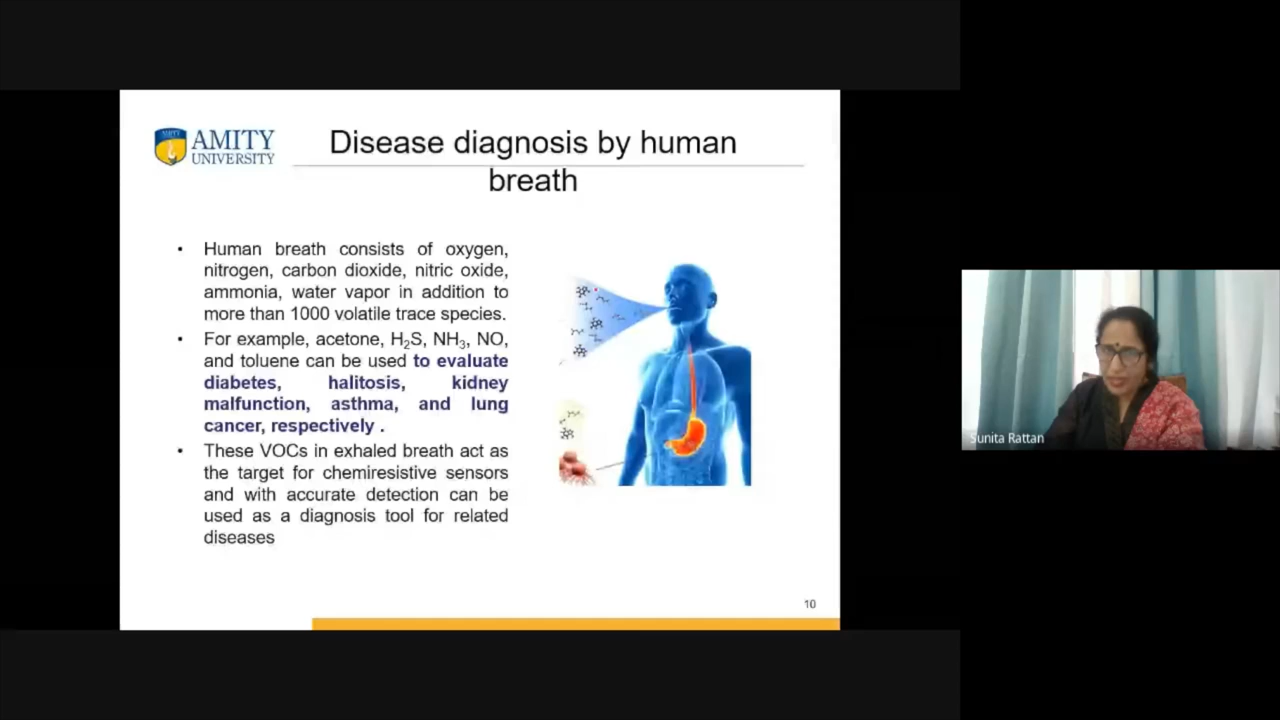 AMITY
UNIVERSITY
Disease diagnosis by human
breath
• Human breath consists of oxygen,
nitrogen, carbon dioxide, nitric oxide,
ammonia, water vapor in addition to
more than 1000 volatile trace species.
• For example, acetone, H₂S, NH₃, NO,
and toluene can be used to evaluate
diabetes, halitosis, kidney
malfunction, asthma, and lung
cancer, respectively .
• These VOCs in exhaled breath act as
the target for chemiresistive sensors
and with accurate detection can be
used as a diagnosis tool for related
diseases
10
Sunita Rattan